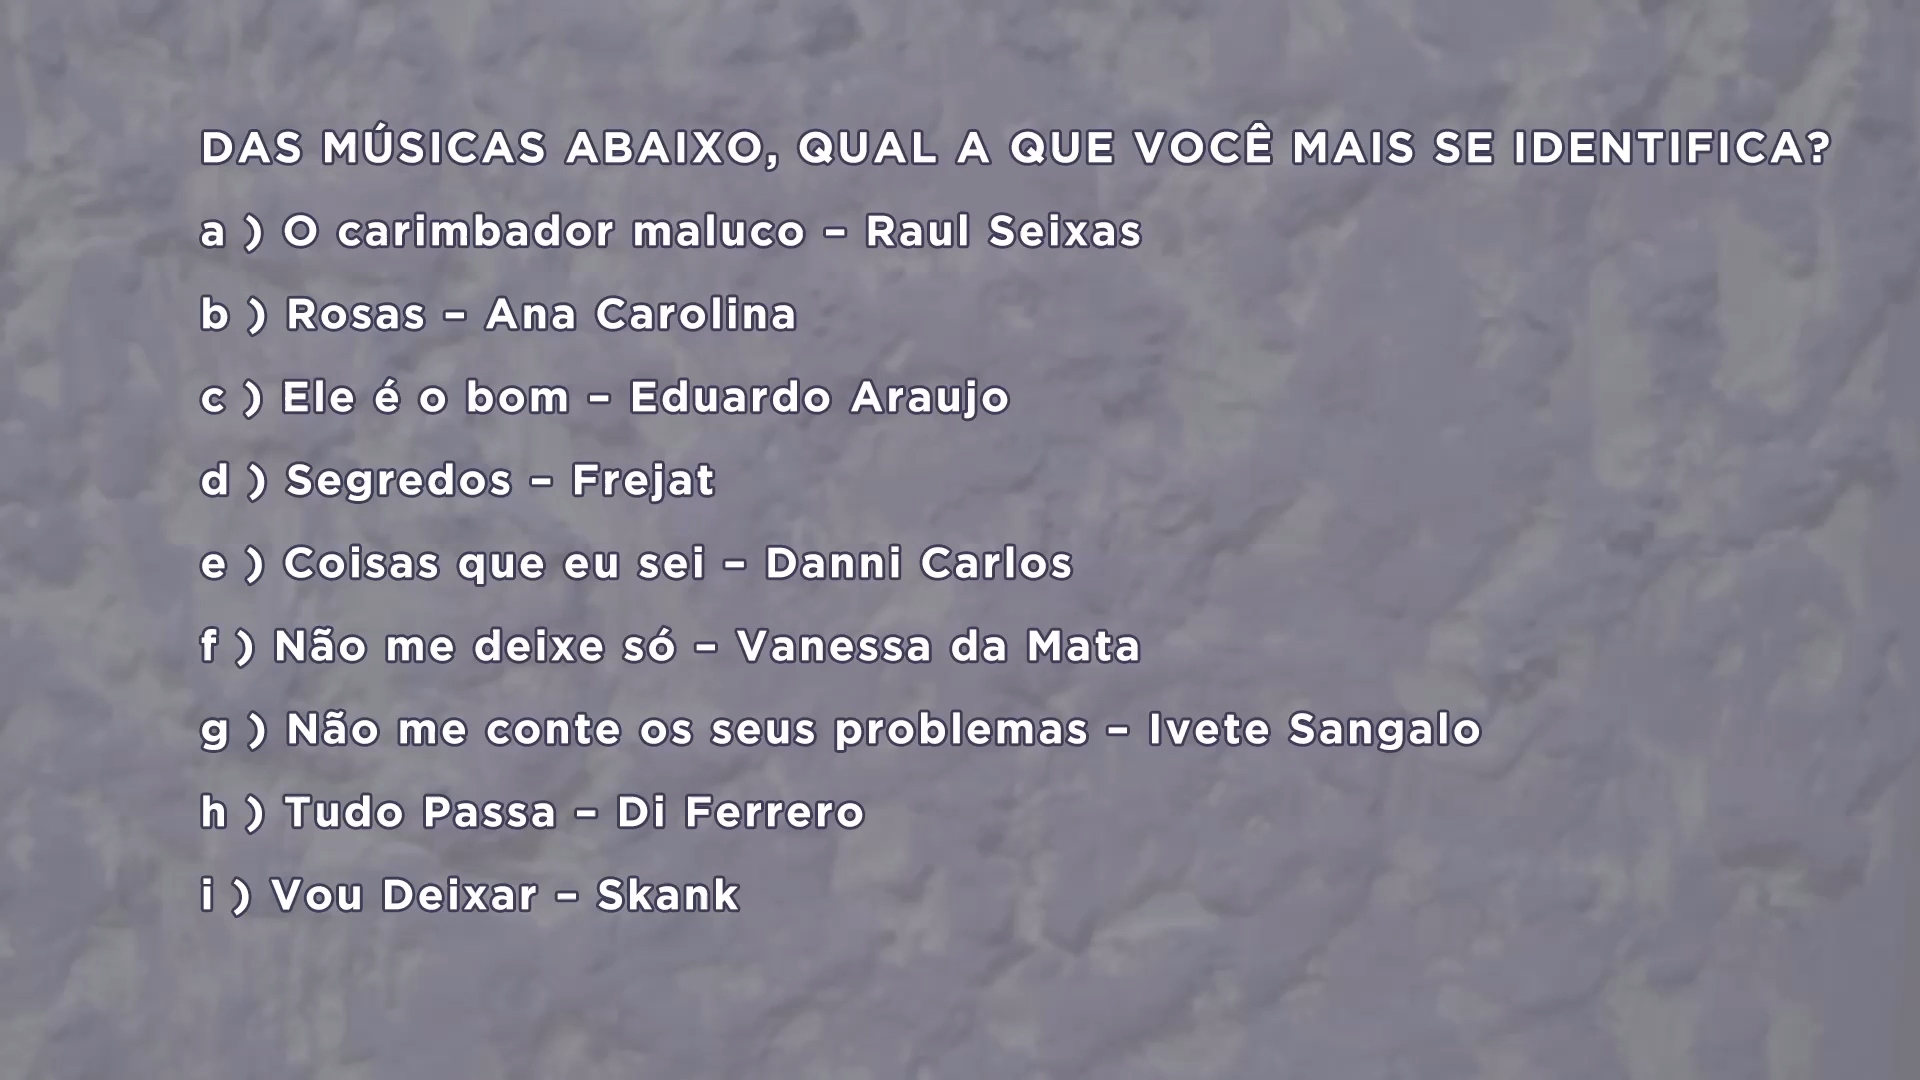 DAS MÚSICAS ABAIXO, QUAL A QUE VOCÊ MAIS SE IDENTIFICA?
a ) O carimbador maluco – Raul Seixas
b ) Rosas – Ana Carolina
c ) Ele é o bom – Eduardo Araujo
d ) Segredos – Frejat
e ) Coisas que eu sei – Danni Carlos
f ) Não me deixe só – Vanessa da Mata
g ) Não me conte os seus problemas – Ivete Sangalo
h ) Tudo Passa – Di Ferrero
i ) Vou Deixar – Skank